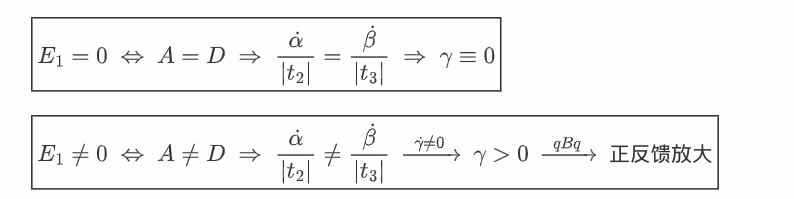 E₁ = 0 ⇔ A = D ⇒ α̇/|t₂| = β̇/|t₃| ⇒ γ ≡ 0
E₁ ≠ 0 ⇔ A ≠ D ⇒ α̇/|t₂| ≠ β̇/|t₃| —γ̇≠0→ γ > 0 —qBq→ 正反馈放大